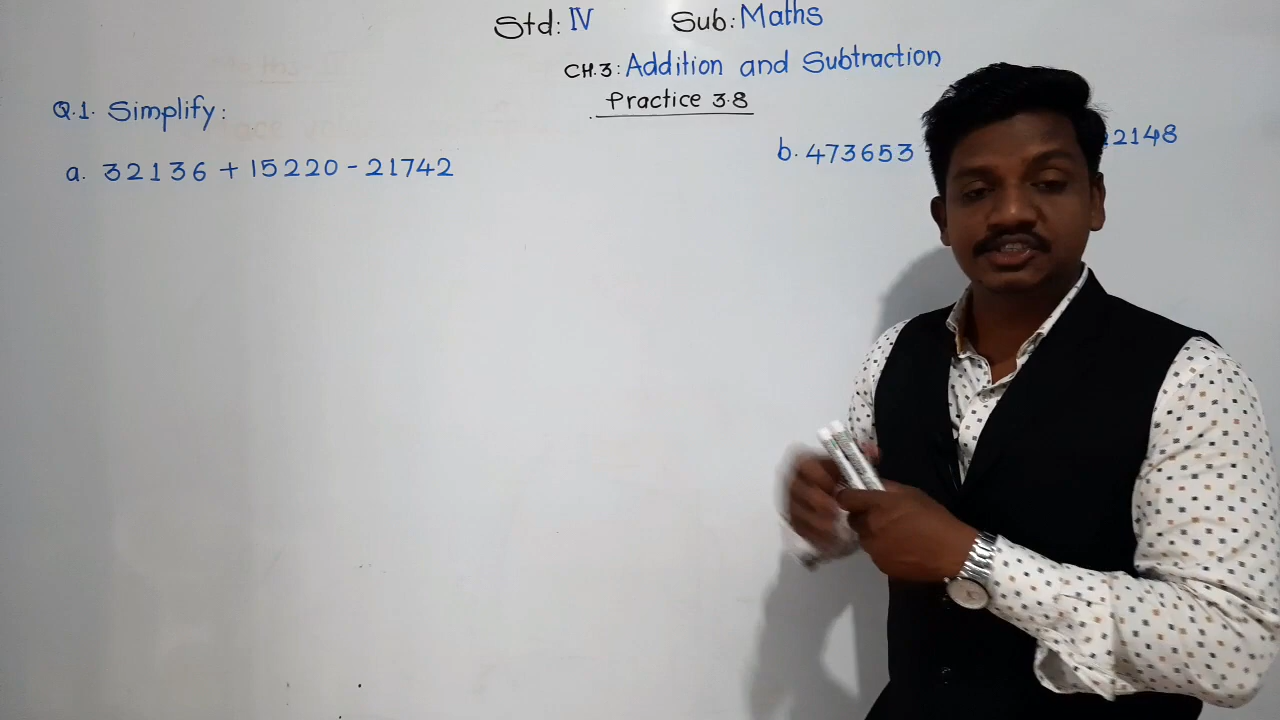 Std: IV Sub: Maths
CH.3: Addition and Subtraction
Practice 3.8
Q.1. Simplify:
a. 32136 + 15220 - 21742
b. 473653